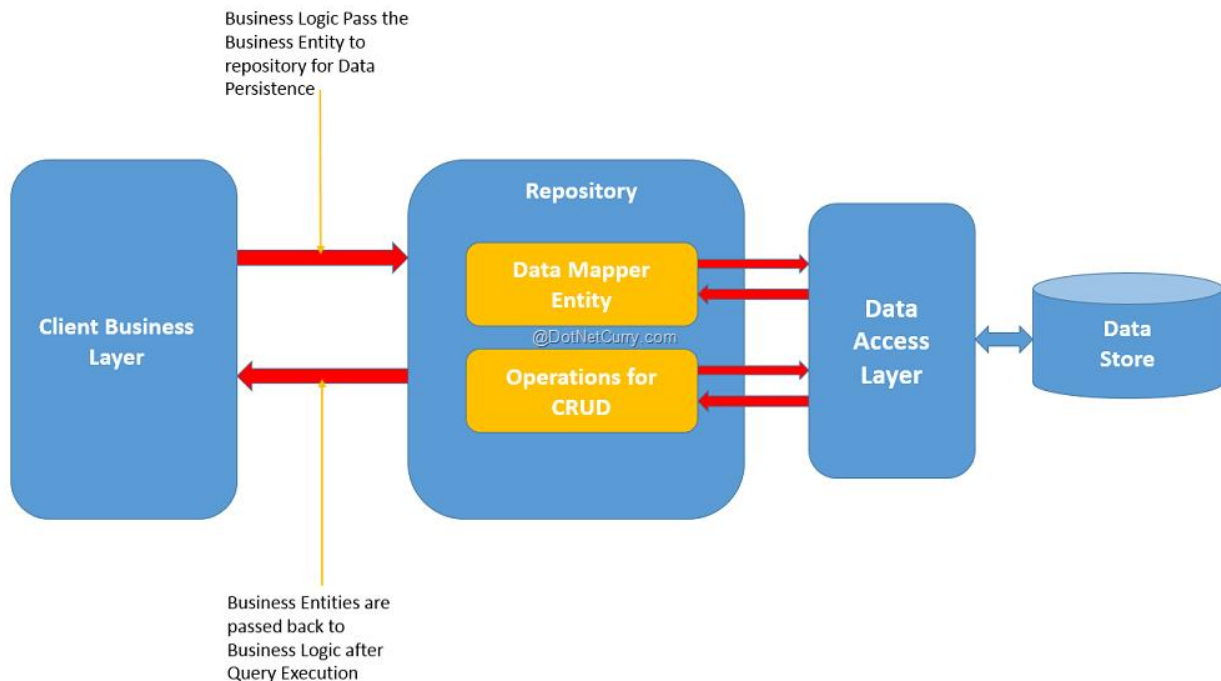 Business Logic Pass the
Business Entity to
repository for Data
Persistence
Repository
Data Mapper
Entity
Client Business
Layer
@DotNetCurry.com
Operations for
CRUD
Data
Access
Layer
Data
Store
Business Entities are
passed back to
Business Logic after
Query Execution